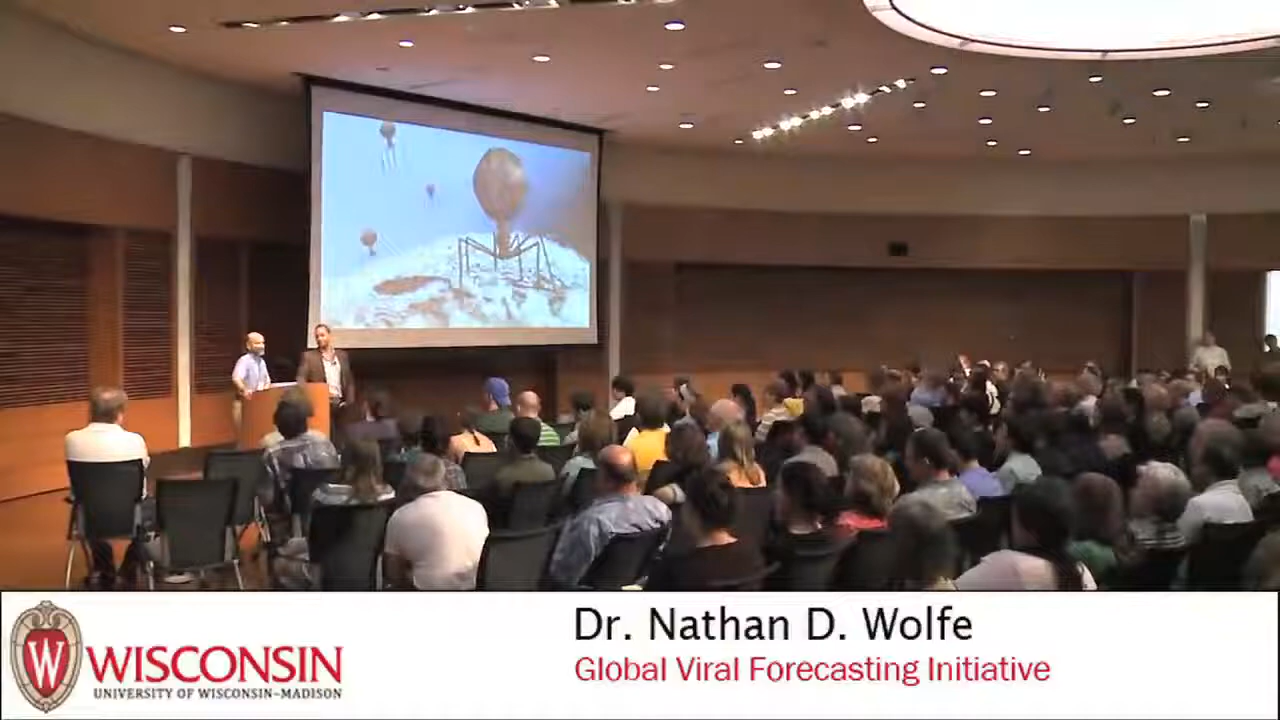 Dr. Nathan D. Wolfe
Global Viral Forecasting Initiative
W
WISCONSIN
UNIVERSITY OF WISCONSIN–MADISON